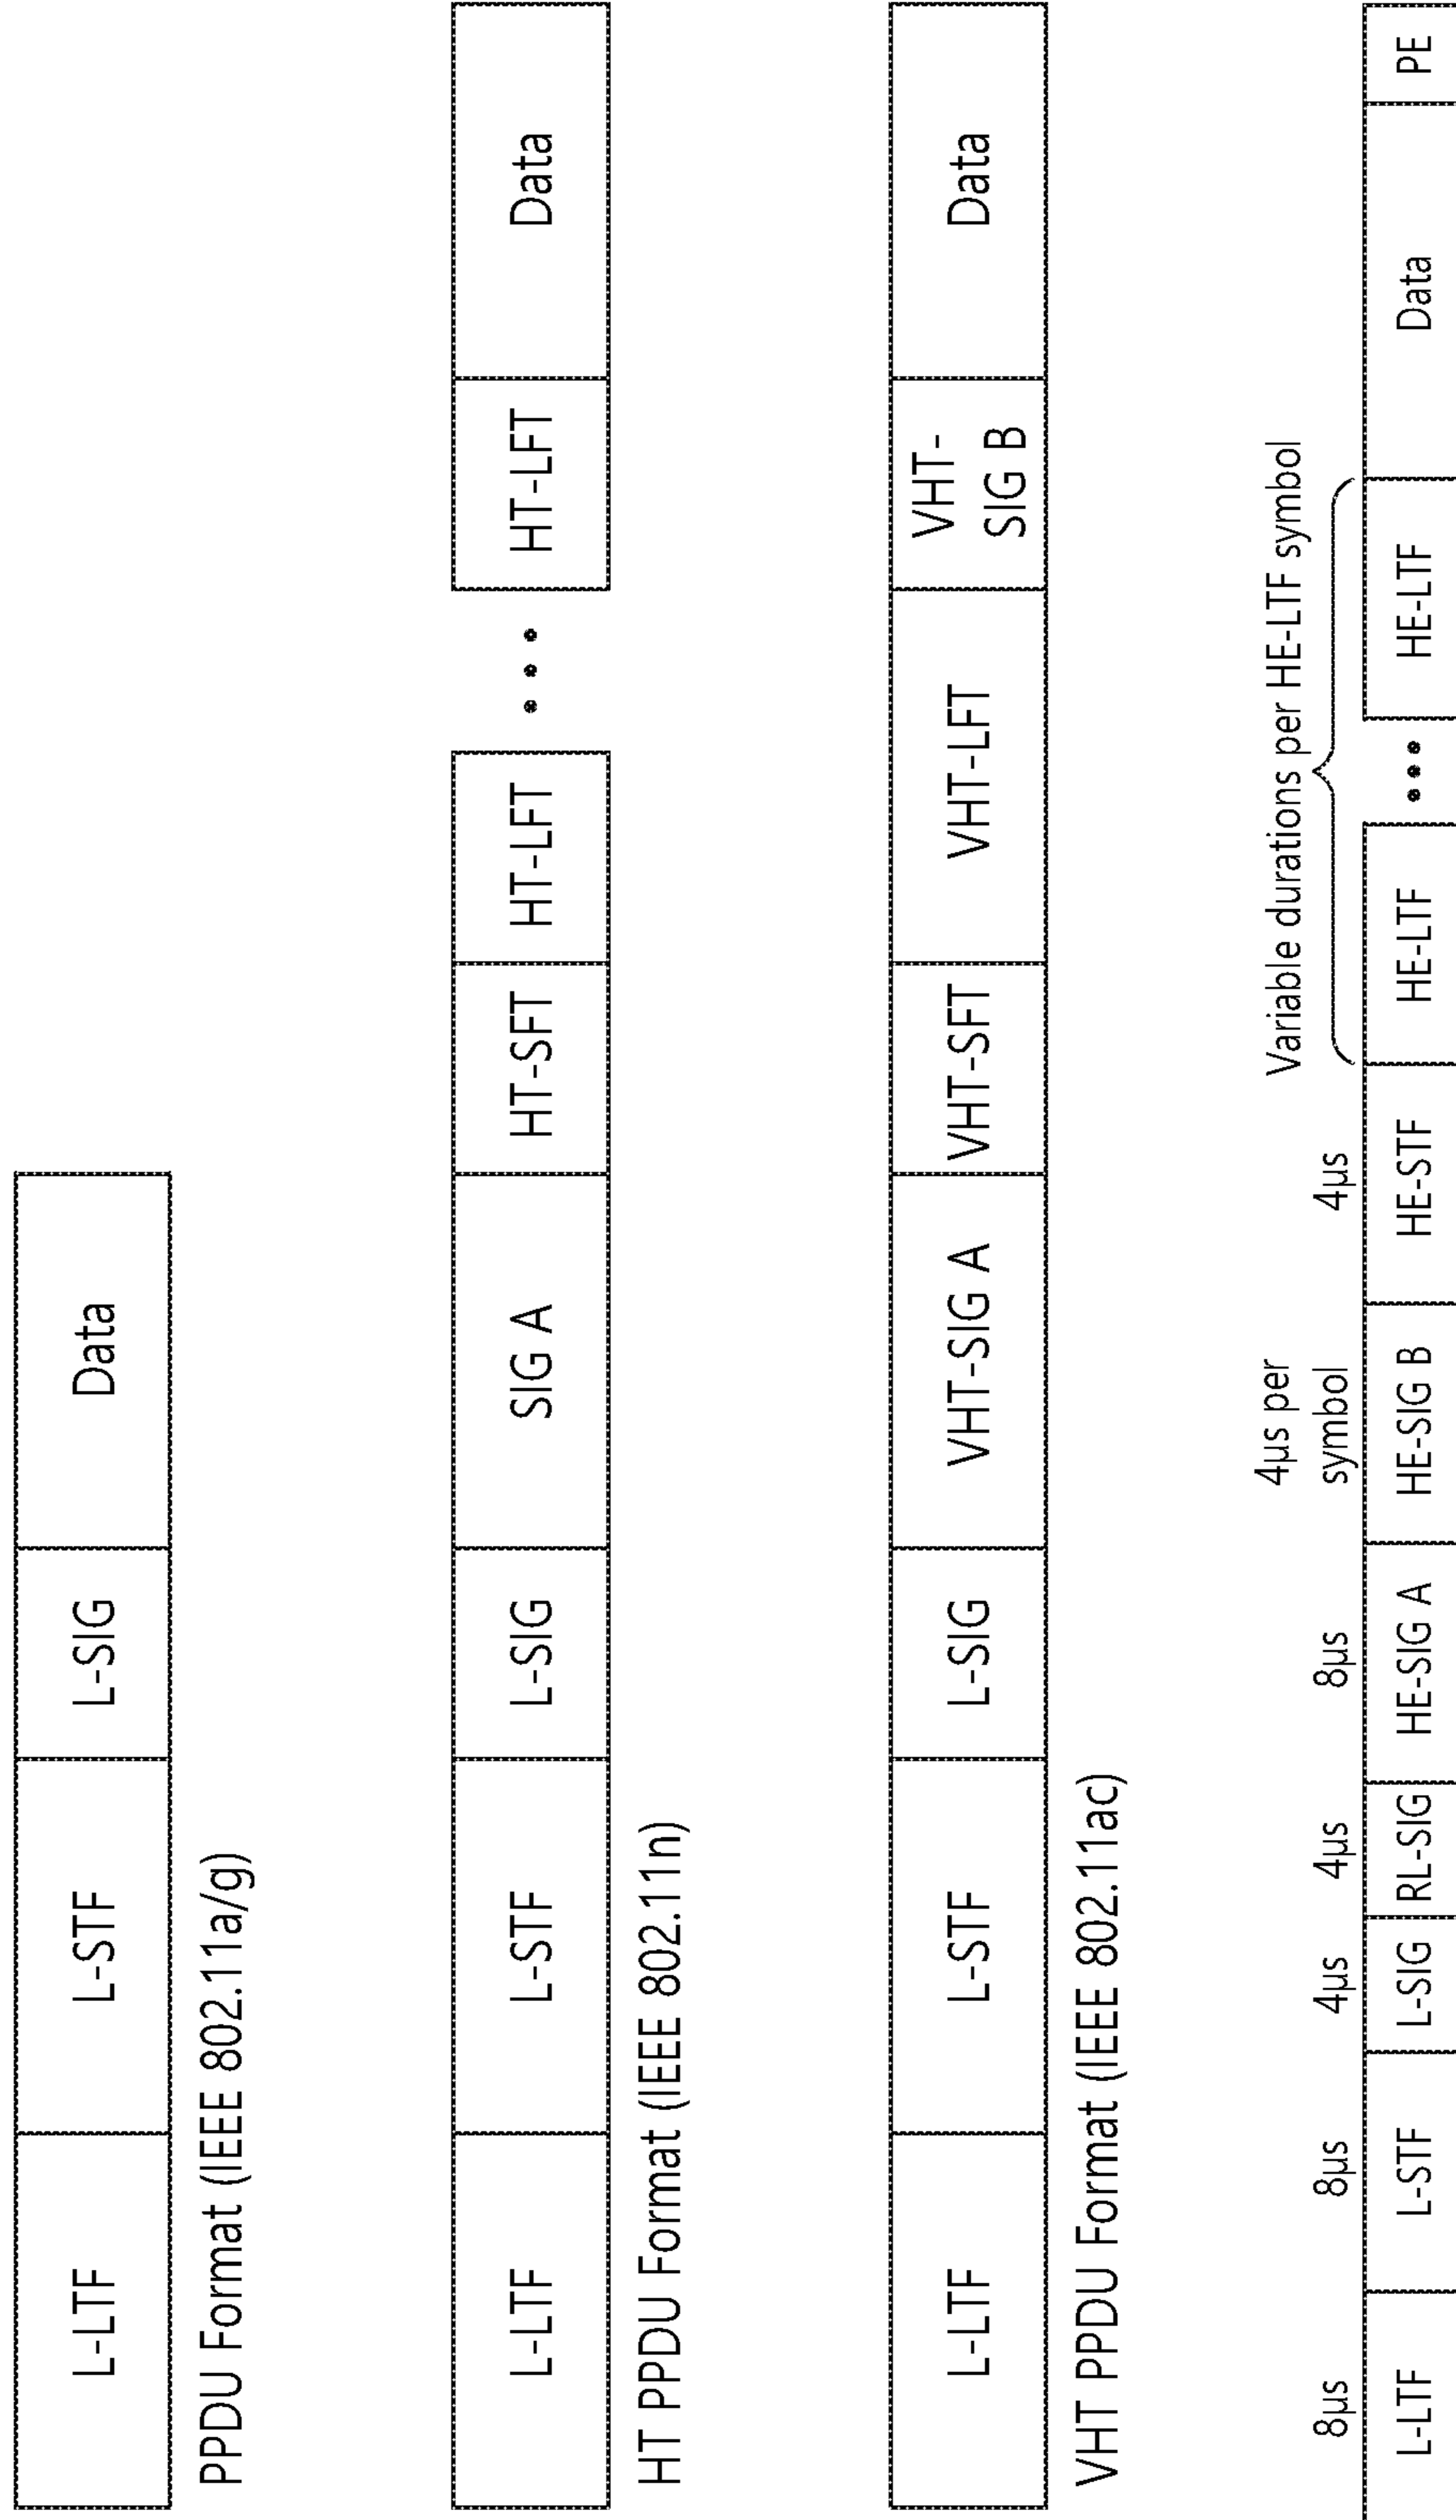 L-LTF L-STF L-SIG Data
PPDU Format (IEEE 802.11a/g)
L-LTF L-STF L-SIG SIG A HT-SFT HT-LFT ••• HT-LFT Data
HT PPDU Format (IEEE 802.11n)
L-LTF L-STF L-SIG VHT-SIG A VHT-SFT VHT-LFT VHT-
SIG B Data
VHT PPDU Format (IEEE 802.11ac)
Variable durations per HE-LTF symbol
8µs 8µs 4µs 4µs 8µs 4µs per
symbol 4µs
L-LTF L-STF L-SIG RL-SIG HE-SIG A HE-SIG B HE-STF HE-LTF ••• HE-LTF Data PE